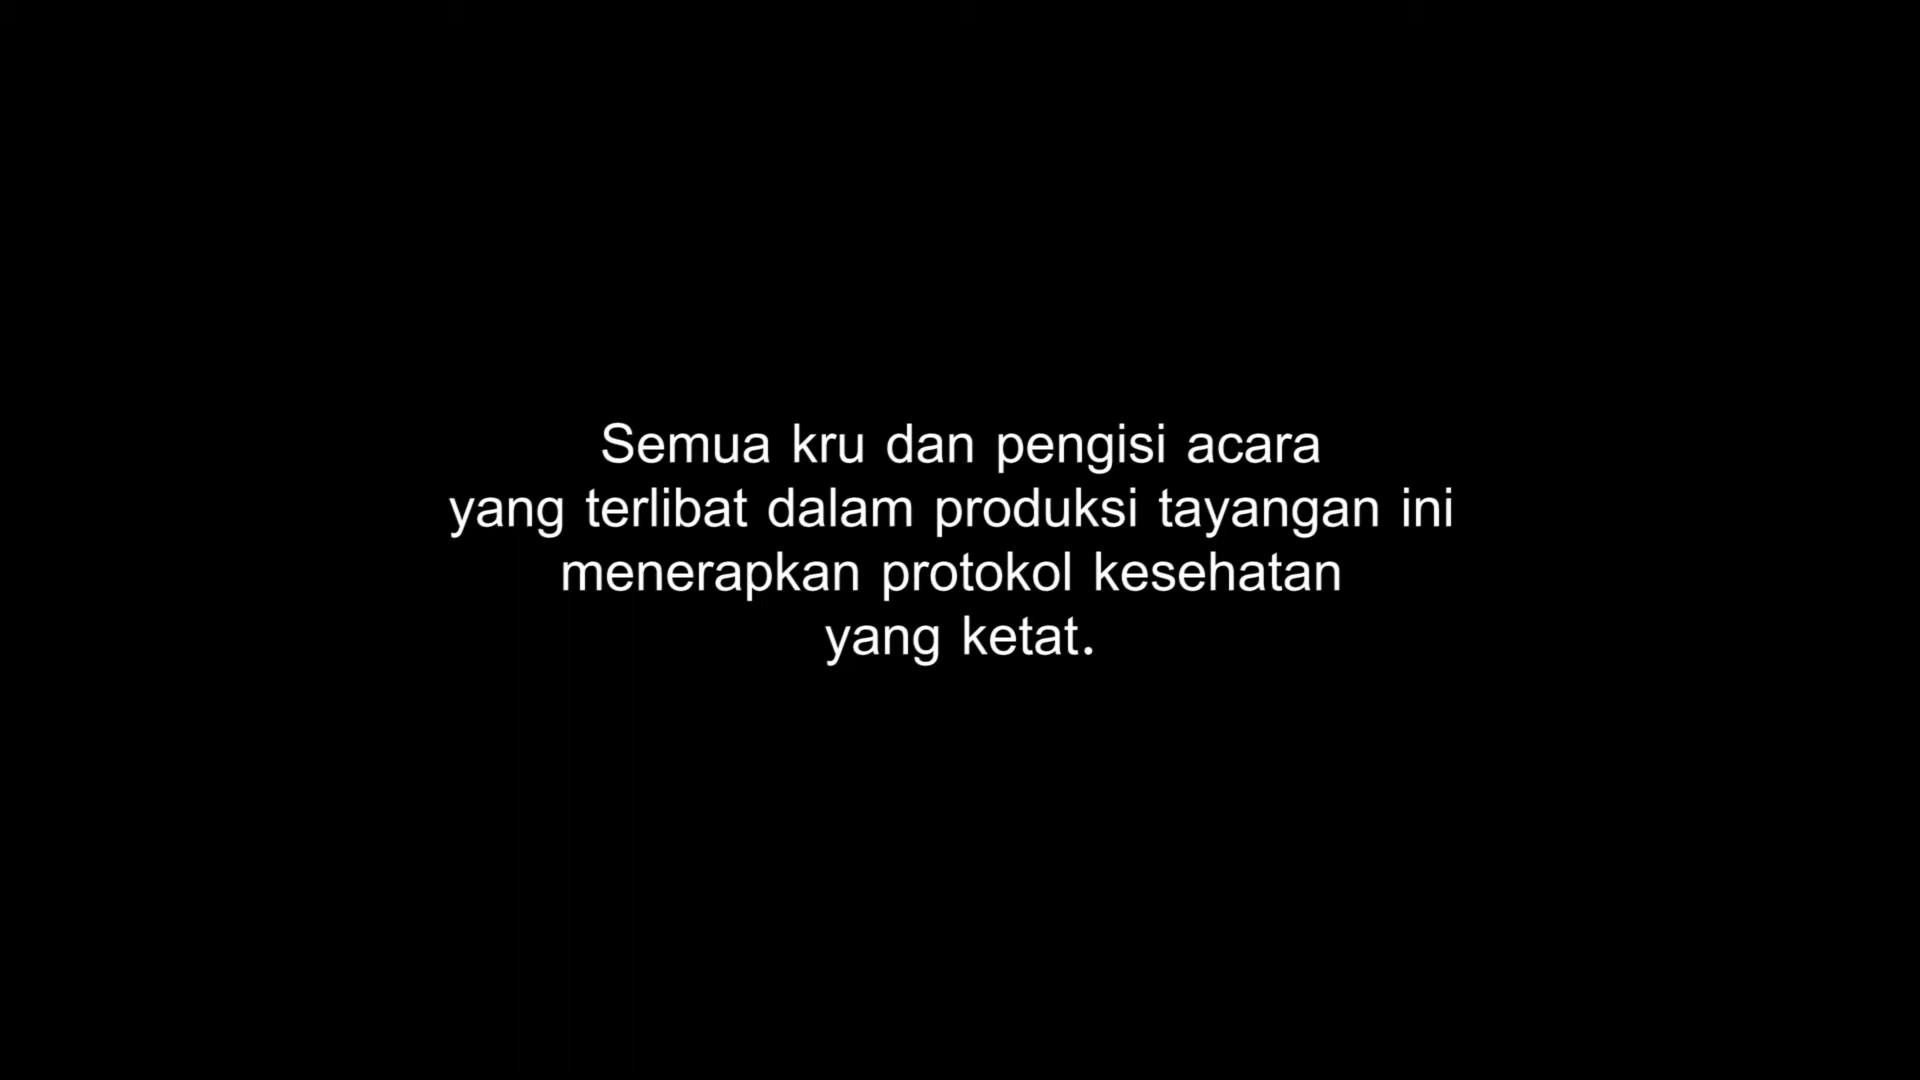 Semua kru dan pengisi acara
yang terlibat dalam produksi tayangan ini
menerapkan protokol kesehatan
yang ketat.